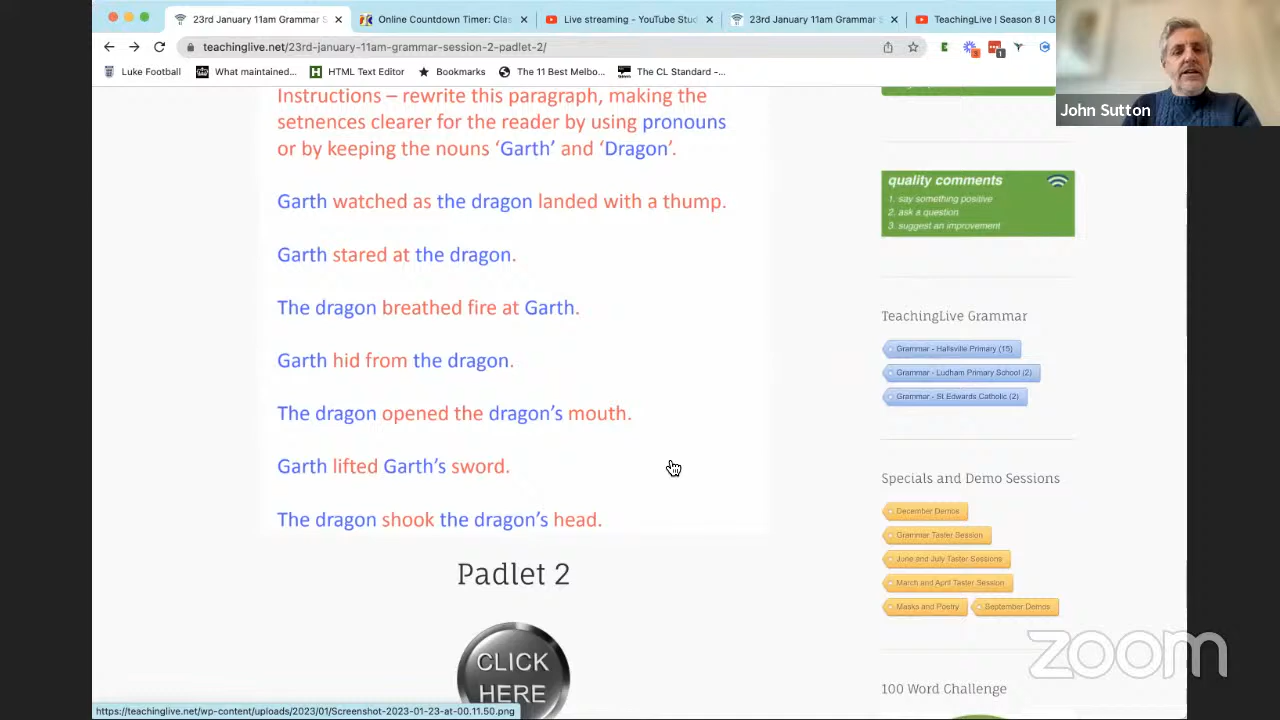 23rd January 11am Grammar S
Online Countdown Timer: Clas
Live streaming - YouTube Stud
23rd January 11am Grammar S
TeachingLive | Season 8 | G
teachinglive.net/23rd-january-11am-grammar-session-2-padlet-2/
Luke Football
What maintained...
HTML Text Editor
Bookmarks
The 11 Best Melbo...
The CL Standard -...
John Sutton
Instructions – rewrite this paragraph, making the
setnences clearer for the reader by using pronouns
or by keeping the nouns ‘Garth’ and ‘Dragon’.
Garth watched as the dragon landed with a thump.
Garth stared at the dragon.
The dragon breathed fire at Garth.
Garth hid from the dragon.
The dragon opened the dragon’s mouth.
Garth lifted Garth’s sword.
The dragon shook the dragon’s head.
Padlet 2
CLICK
HERE
quality comments
1. say something positive
2. ask a question
3. suggest an improvement
TeachingLive Grammar
Grammar - Hallsville Primary (15)
Grammar - Ludham Primary School (2)
Grammar - St Edwards Catholic (2)
Specials and Demo Sessions
December Demos
Grammar Taster Session
June and July Taster Sessions
March and April Taster Session
Masks and Poetry
September Demos
zoom
100 Word Challenge
https://teachinglive.net/wp-content/uploads/2023/01/Screenshot-2023-01-23-at-00.11.50.png